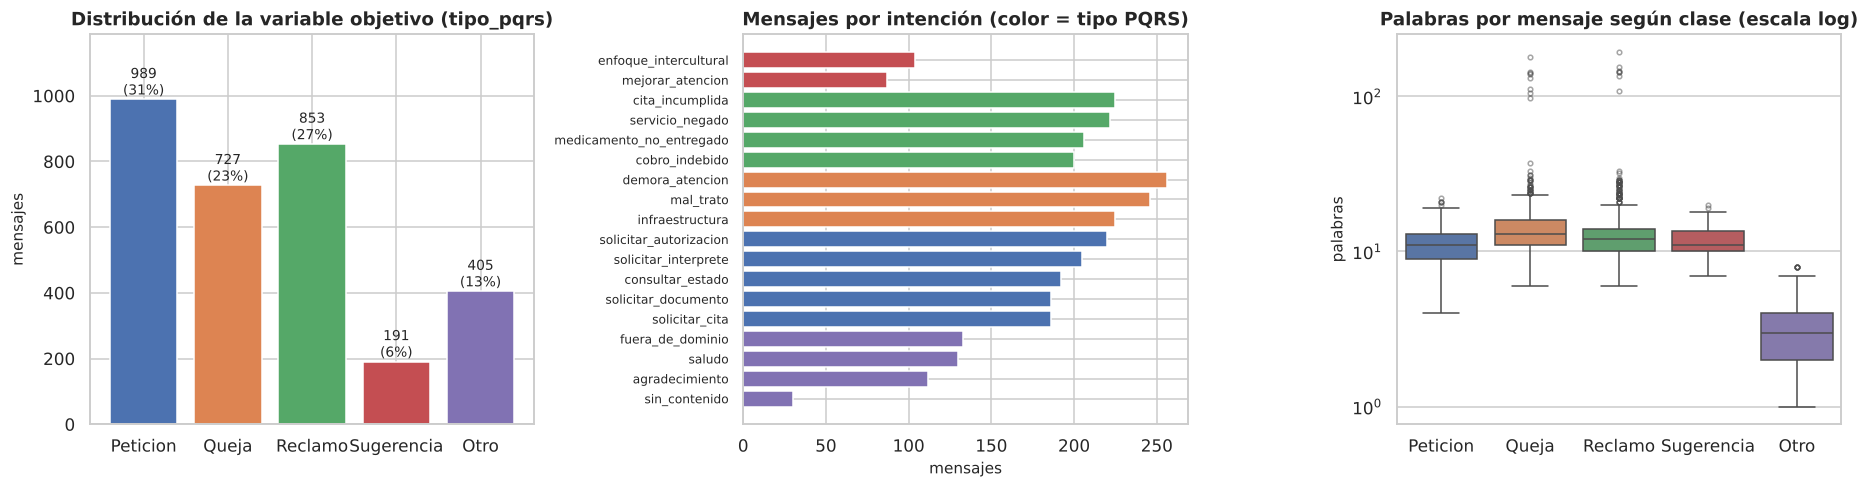 Distribución de la variable objetivo (tipo_pqrs)
mensajes
1000
800
600
400
200
0
989
(31%)
727
(23%)
853
(27%)
191
(6%)
405
(13%)
Peticion Queja Reclamo Sugerencia Otro
Mensajes por intención (color = tipo PQRS)
enfoque_intercultural
mejorar_atencion
cita_incumplida
servicio_negado
medicamento_no_entregado
cobro_indebido
demora_atencion
mal_trato
infraestructura
solicitar_autorizacion
solicitar_interprete
consultar_estado
solicitar_documento
solicitar_cita
fuera_de_dominio
saludo
agradecimiento
sin_contenido
0 50 100 150 200 250
mensajes
Palabras por mensaje según clase (escala log)
palabras
10²
10¹
10⁰
Peticion Queja Reclamo Sugerencia Otro